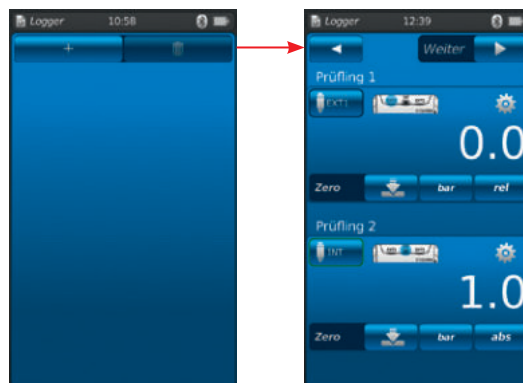 Logger 10:58
+
Logger 12:39
Weiter
Prüfling 1
EXT1
0.0
Zero bar rel
Prüfling 2
INT
1.0
Zero bar abs